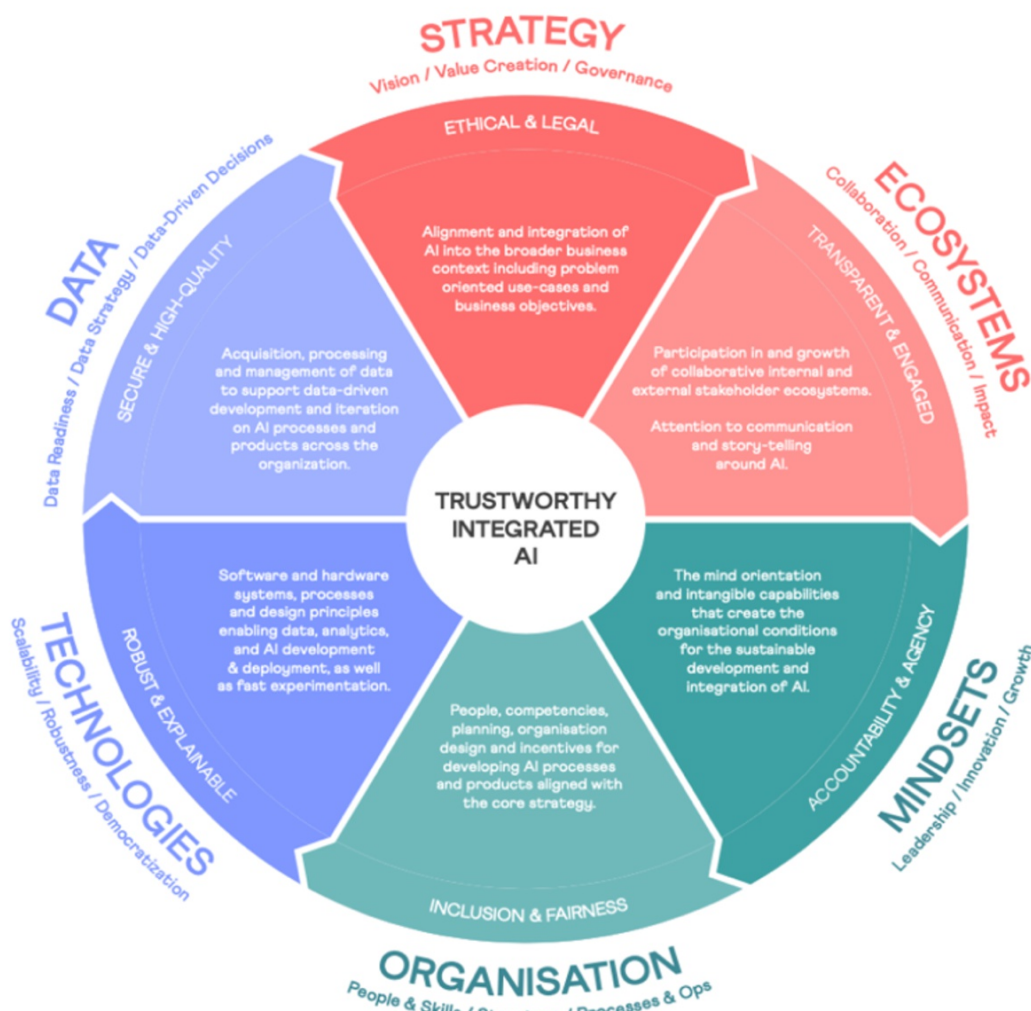 STRATEGY
Vision / Value Creation / Governance
ETHICAL & LEGAL
Alignment and integration of
AI into the broader business
context including problem
oriented use-cases and
business objectives.
ECOSYSTEMS
Collaboration / Communication / Impact
TRANSPARENT & ENGAGED
Participation in and growth
of collaborative internal and
external stakeholder ecosystems.
Attention to communication
and story-telling
around AI.
MINDSETS
Leadership / Innovation / Growth
ACCOUNTABILITY & AGENCY
The mind orientation
and intangible capabilities
that create the
organisational conditions
for the sustainable
development and
integration of AI.
ORGANISATION
People & Skills / / Processes & Ops
INCLUSION & FAIRNESS
People, competencies,
planning, organisation
design and incentives for
developing AI processes
and products aligned with
the core strategy.
TECHNOLOGIES
Scalability / Robustness / Democratization
ROBUST & EXPLAINABLE
Software and hardware
systems, processes
and design principles
enabling data, analytics,
and AI development
& deployment, as well
as fast experimentation.
DATA
Data Readiness / Data Strategy / Data-Driven Decisions
SECURE & HIGH-QUALITY
Acquisition, processing
and management of data
to support data-driven
development and iteration
on AI processes and
products across the
organization.
TRUSTWORTHY
INTEGRATED
AI